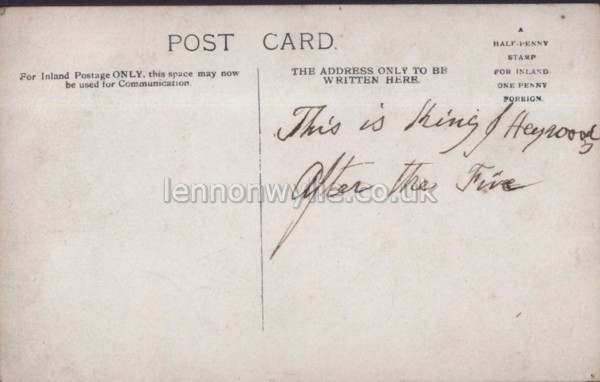 POST CARD.
A
HALF-PENNY
STAMP
FOR INLAND.
ONE PENNY
FOREIGN.
For Inland Postage ONLY, this space may now
be used for Communication.
THE ADDRESS ONLY TO BE
WRITTEN HERE.
This is King / Heywoods
After the Fire
lennonwylie.co.uk